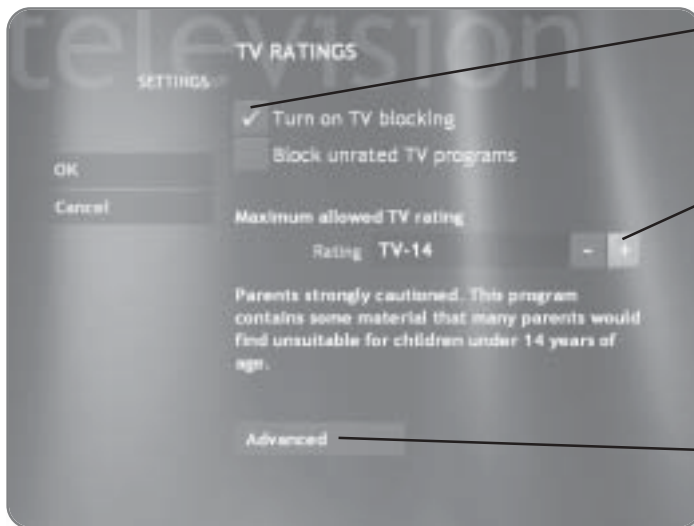 television
TV RATINGS
SETTINGS
✓ Turn on TV blocking
Block unrated TV programs
OK
Cancel
Maximum allowed TV rating
Rating TV-14 - +
Parents strongly cautioned. This program
contains some material that many parents would
find unsuitable for children under 14 years of
age.
Advanced